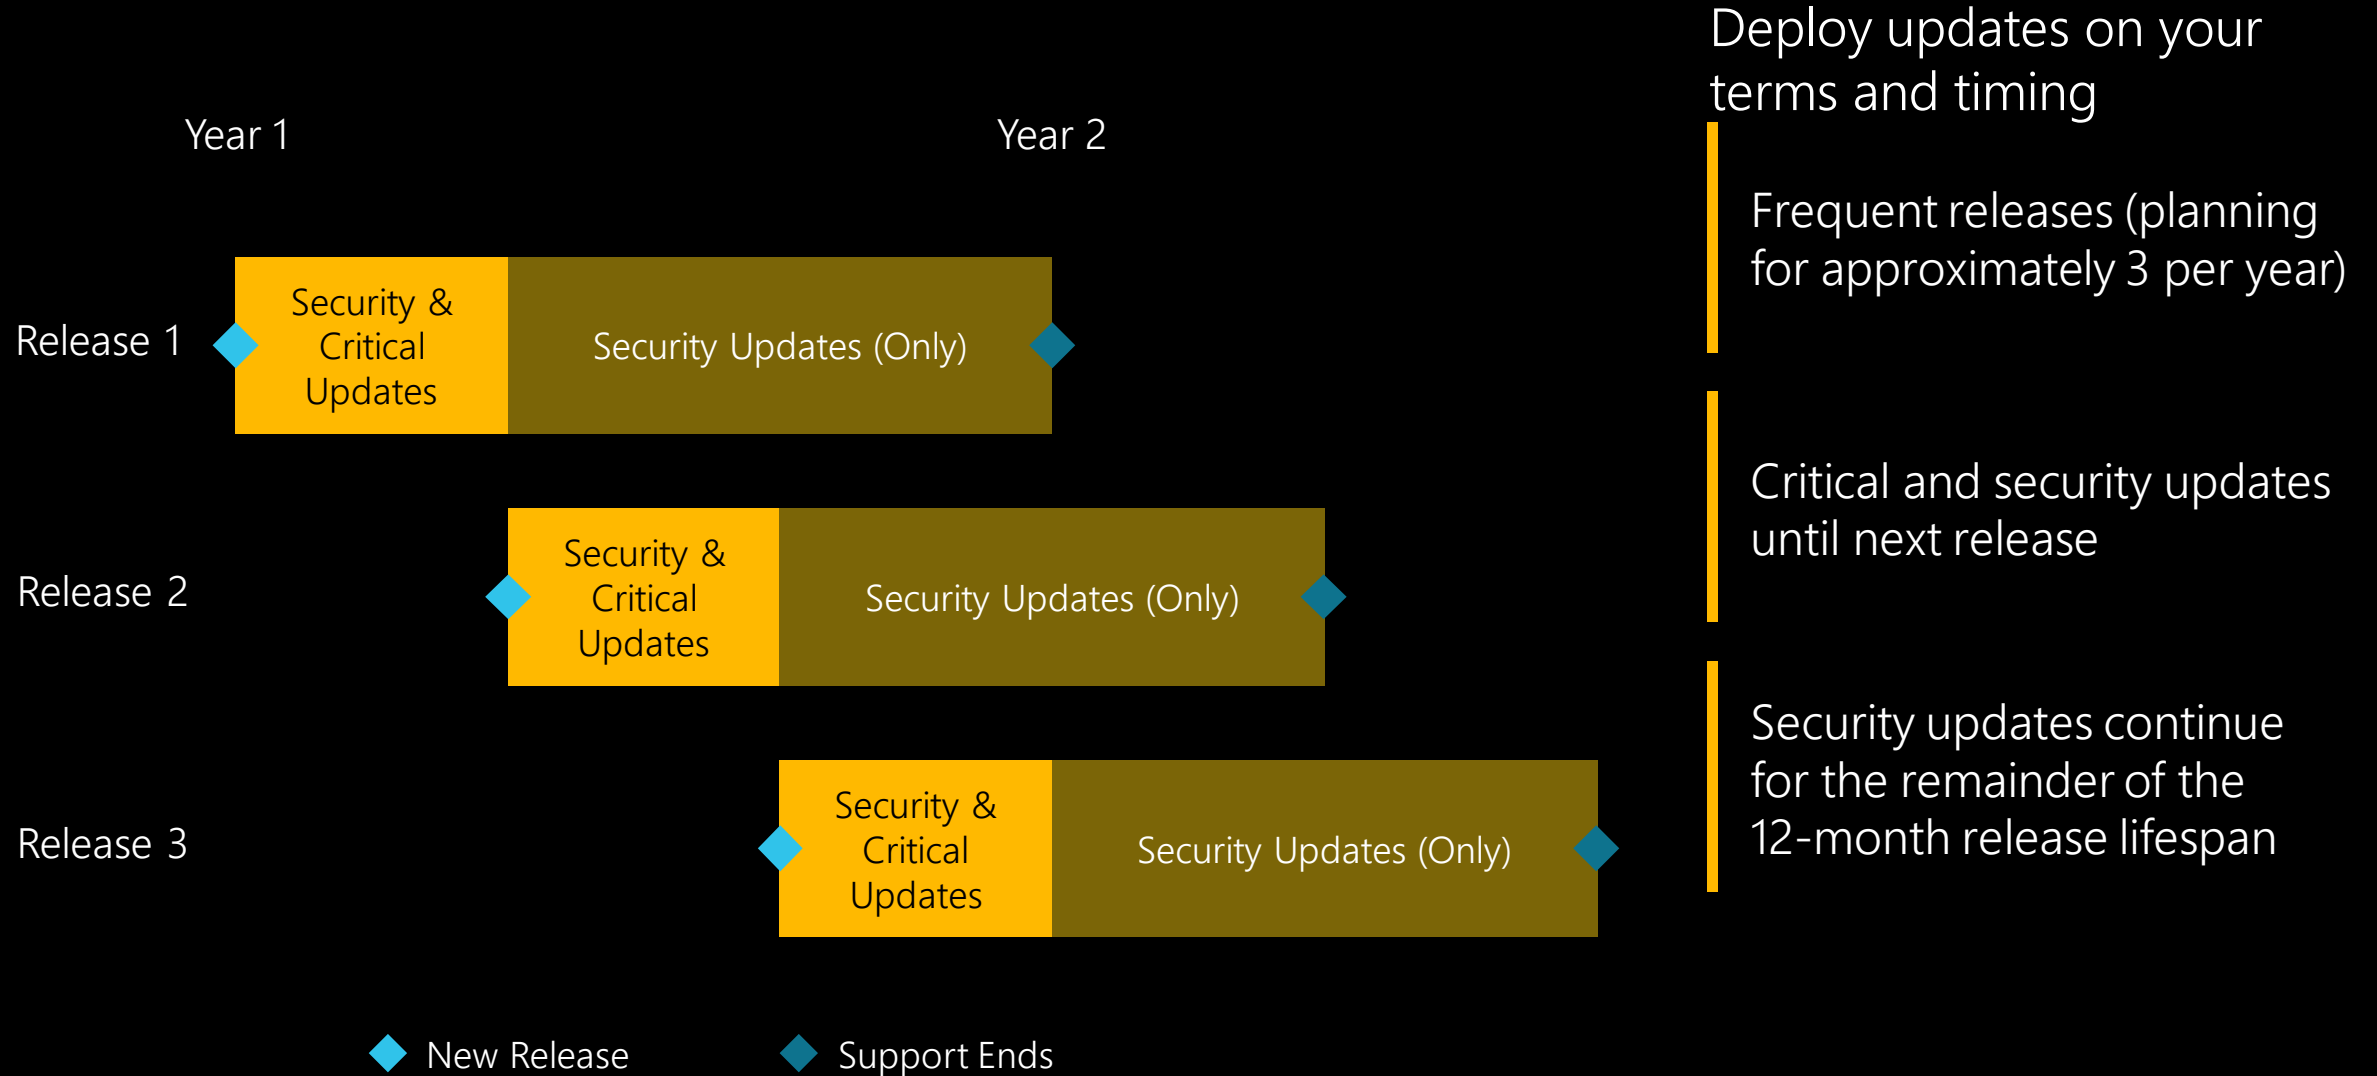 Deploy updates on your
terms and timing
Year 1
Year 2
Frequent releases (planning
for approximately 3 per year)
Release 1
Security &
Critical
Updates
Security Updates (Only)
Critical and security updates
until next release
Release 2
Security &
Critical
Updates
Security Updates (Only)
Security updates continue
for the remainder of the
12-month release lifespan
Release 3
Security &
Critical
Updates
Security Updates (Only)
New Release
Support Ends